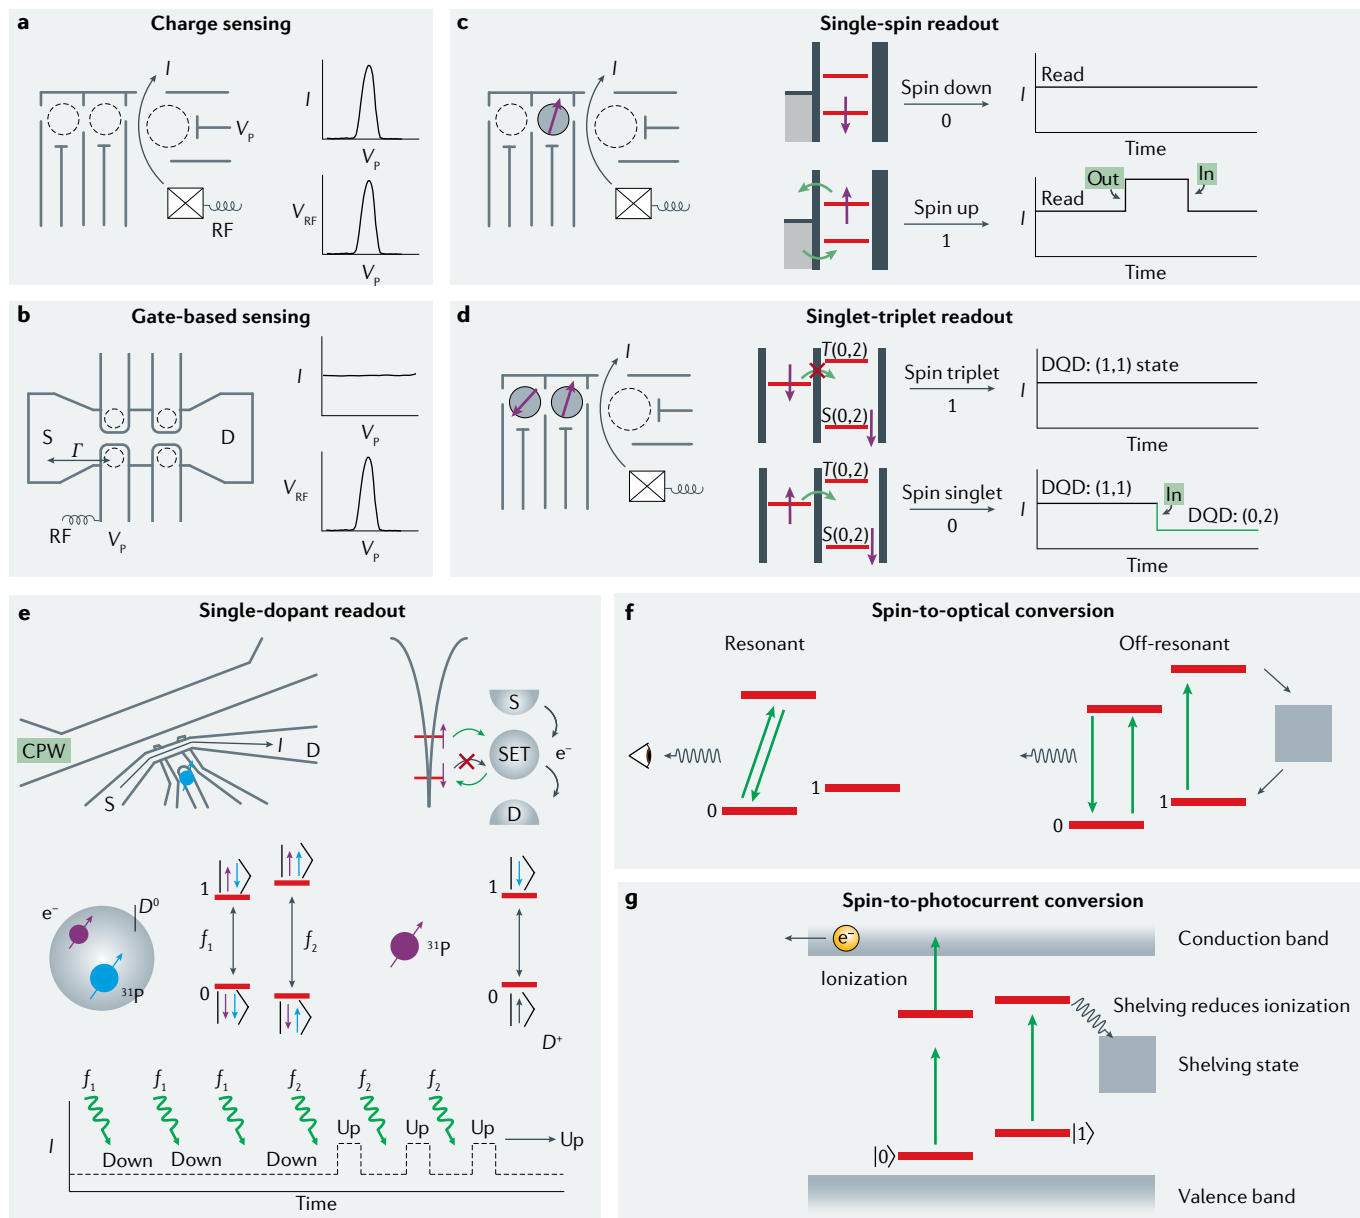 a
Charge sensing
I
V_P
RF
I
V_P
V_RF
V_P
b
Gate-based sensing
S
Γ
D
RF
V_P
I
V_P
V_RF
V_P
c
Single-spin readout
I
Spin down
0
I
Read
Time
Spin up
1
I
Read
Out
In
Time
d
Singlet-triplet readout
I
T(0,2)
S(0,2)
Spin triplet
1
I
DQD: (1,1) state
Time
T(0,2)
S(0,2)
Spin singlet
0
I
DQD: (1,1)
In
DQD: (0,2)
Time
e
Single-dopant readout
CPW
S
I
D
S
SET
e⁻
D
e⁻
D⁰
³¹P
1
f₁
0
f₂
³¹P
1
0
D⁺
f₁ f₁ f₁ f₂ f₂ f₂
I
Down Down Down Up Up Up Up
Time
f
Spin-to-optical conversion
Resonant
0
1
Off-resonant
0
1
g
Spin-to-photocurrent conversion
e⁻
Conduction band
Ionization
Shelving reduces ionization
Shelving state
|0⟩
|1⟩
Valence band